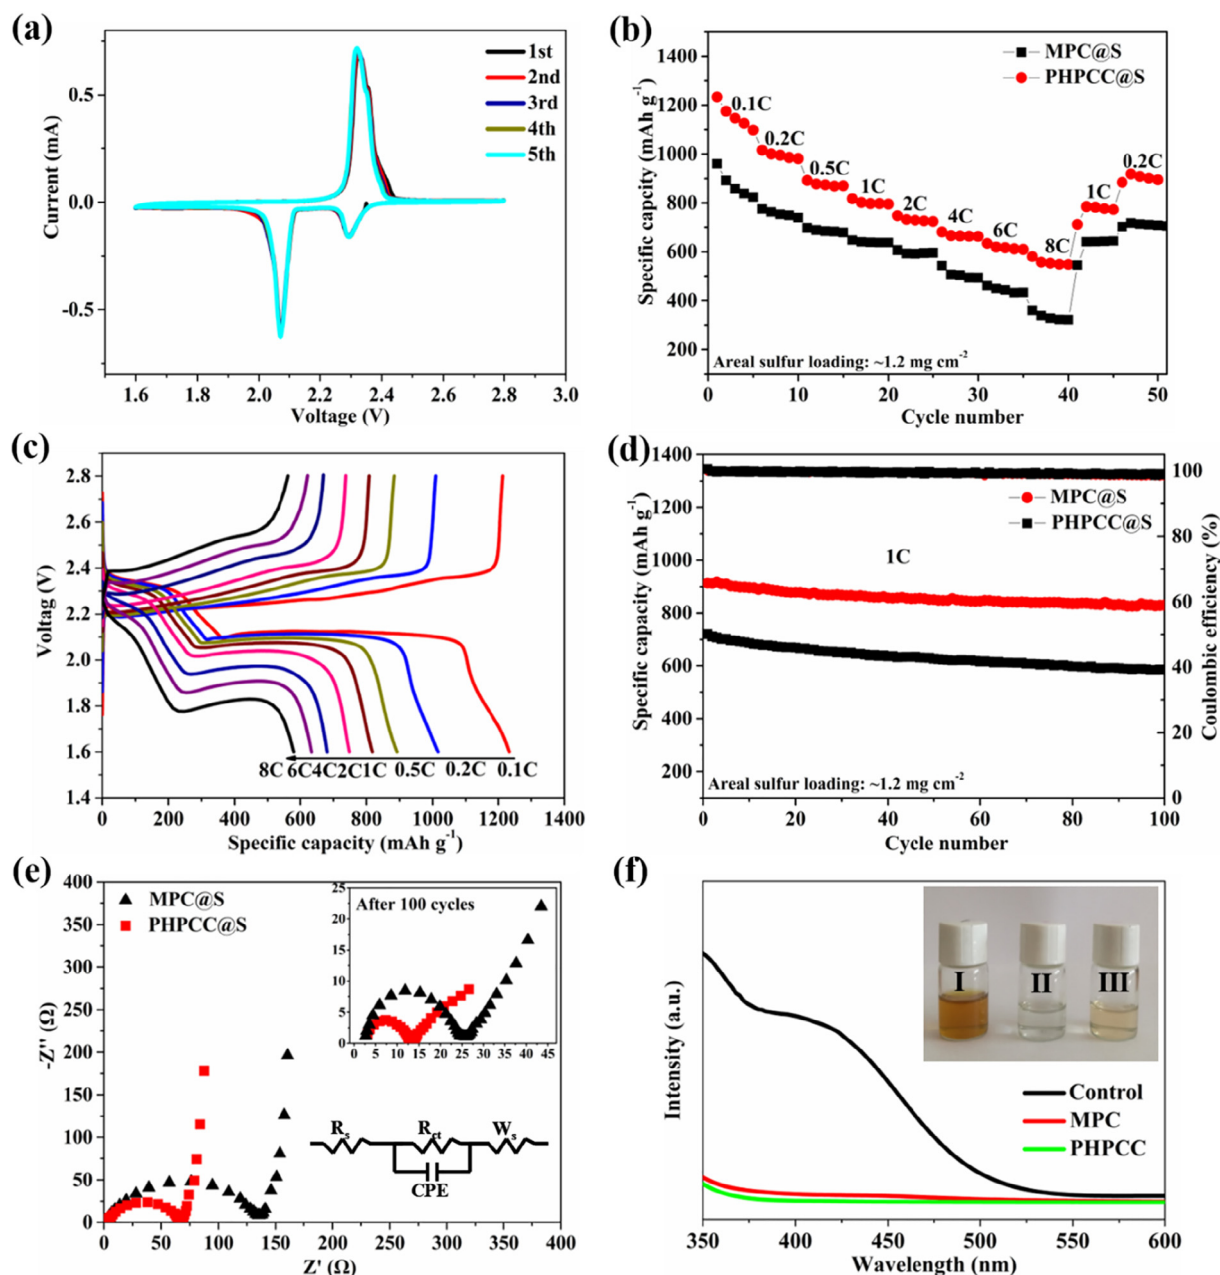 (a)
1st
2nd
3rd
4th
5th
0.5
0.0
-0.5
Current (mA)
1.6 2.0 2.2 2.4 2.6 2.8 3.0
Voltage (V)
(b)
MPC@S
PHPCC@S
1400
1200
1000
800
600
400
200
Specific capcity (mAh g⁻¹)
0.1C
0.2C
0.5C
1C
2C
4C
6C
8C
1C
0.2C
Areal sulfur loading: ~1.2 mg cm⁻²
0 10 20 30 40 50
Cycle number
(c)
2.8
2.6
2.4
2.2
2.0
1.8
1.6
1.4
Voltag (V)
8C 6C4C2C1C 0.5C 0.2C 0.1C
0 200 400 600 800 1000 1200 1400
Specific capacity (mAh g⁻¹)
(d)
1400
1300
1000
800
600
400
200
Specific capacity (mAh g⁻¹)
MPC@S
PHPCC@S
1C
Areal sulfur loading: ~1.2 mg cm⁻²
100
80
60
40
20
0
Coulombic efficiency (%)
0 20 40 60 80 100
Cycle number
(e)
400
350
300
250
200
150
100
50
0
-Z'' (Ω)
MPC@S
PHPCC@S
After 100 cycles
25
20
15
10
5
0
0 5 10 15 20 25 30 35 40 45
Rs Rct Ws
CPE
0 50 100 150 200 250 300 350 400
Z' (Ω)
(f)
Intensity (a.u.)
I II III
Control
MPC
PHPCC
350 400 450 500 550 600
Wavelength (nm)